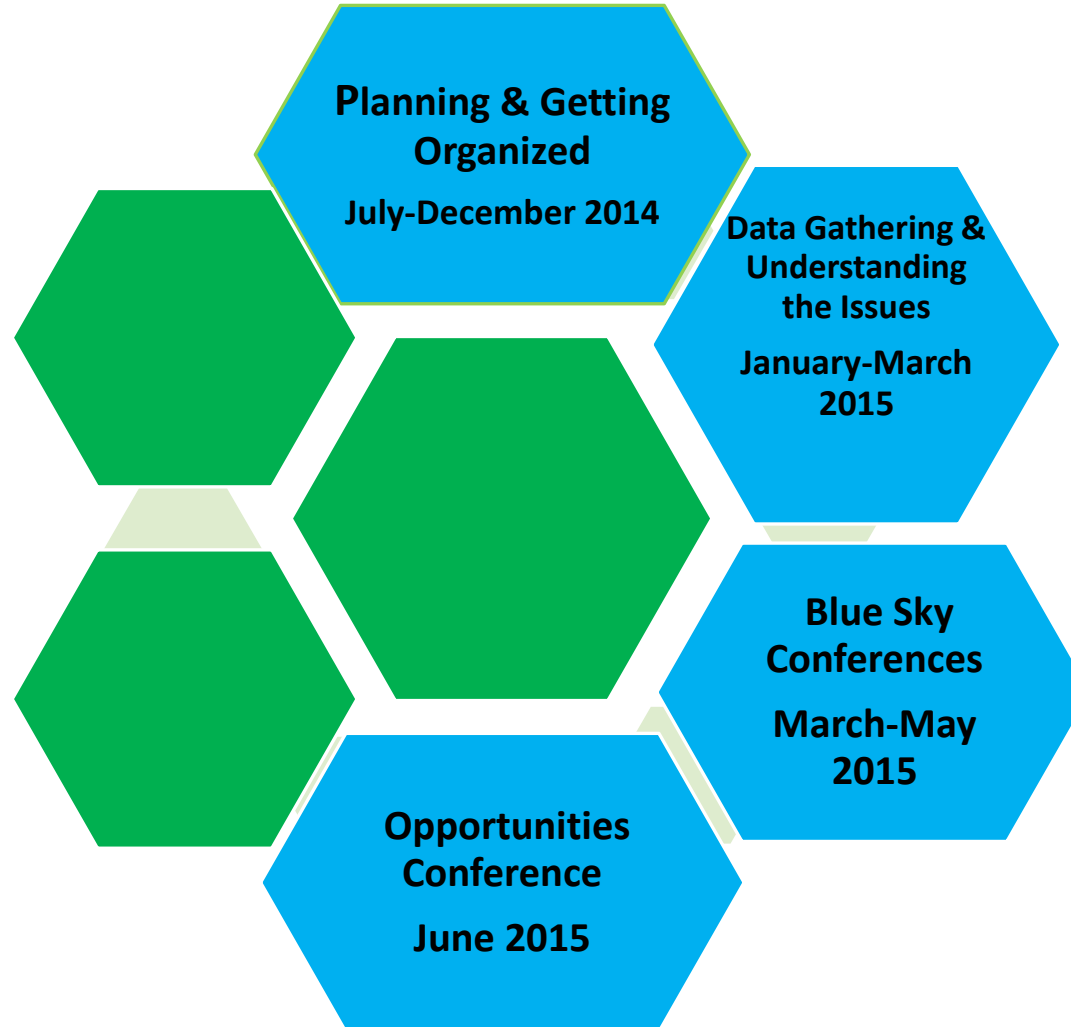 Planning & Getting
Organized
July-December 2014
Data Gathering &
Understanding
the Issues
January-March
2015
Blue Sky
Conferences
March-May
2015
Opportunities
Conference
June 2015